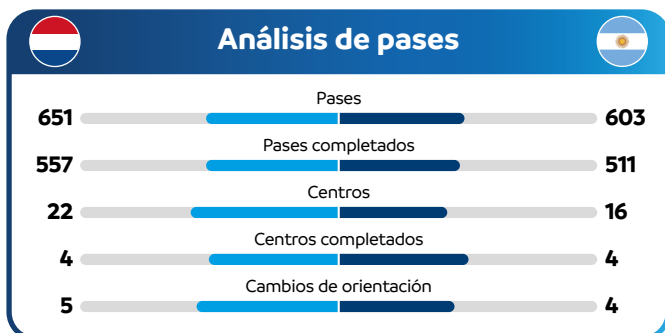 Análisis de pases
Pases
651 603
Pases completados
557 511
Centros
22 16
Centros completados
4 4
Cambios de orientación
5 4